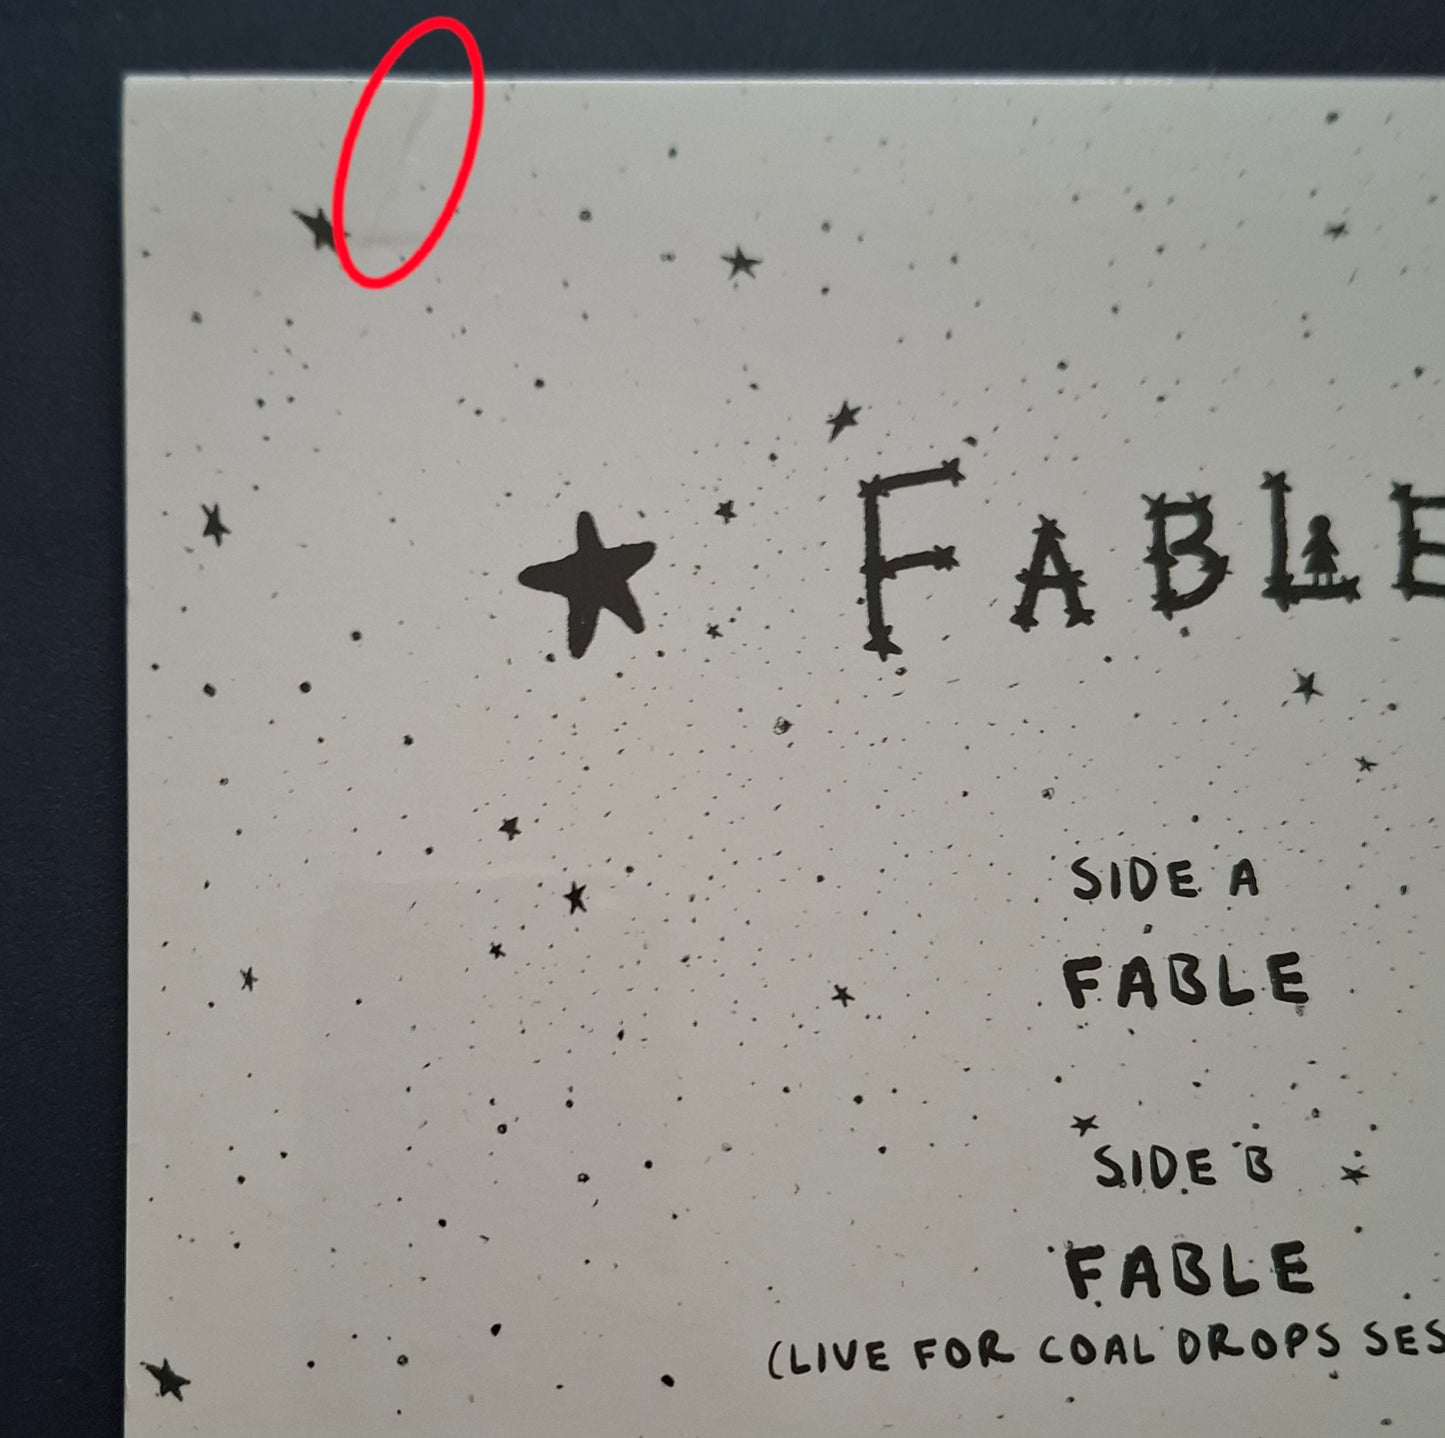 FABLE
SIDE A
FABLE
SIDE B
FABLE
(LIVE FOR COAL DROPS SES